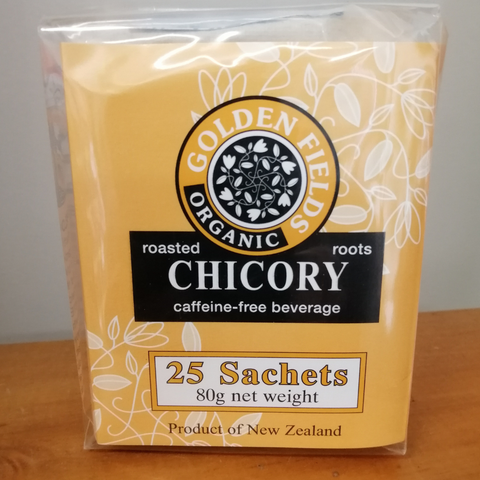 GOLDEN FIELDS
ORGANIC
roasted roots
CHICORY
caffeine-free beverage
25 Sachets
80g net weight
Product of New Zealand